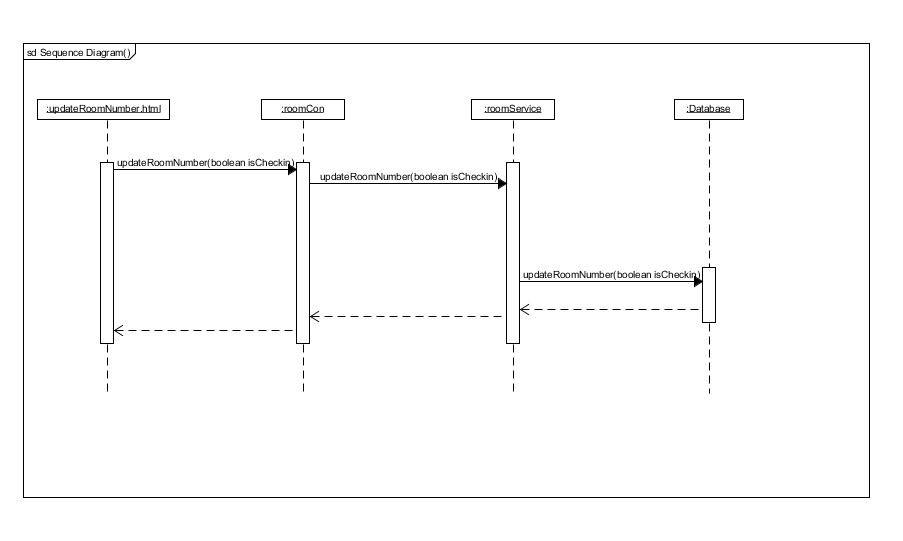 sd Sequence Diagram()
:updateRoomNumber.html
:roomCon
:roomService
:Database
updateRoomNumber(boolean isCheckin)
updateRoomNumber(boolean isCheckin)
updateRoomNumber(boolean isCheckin)